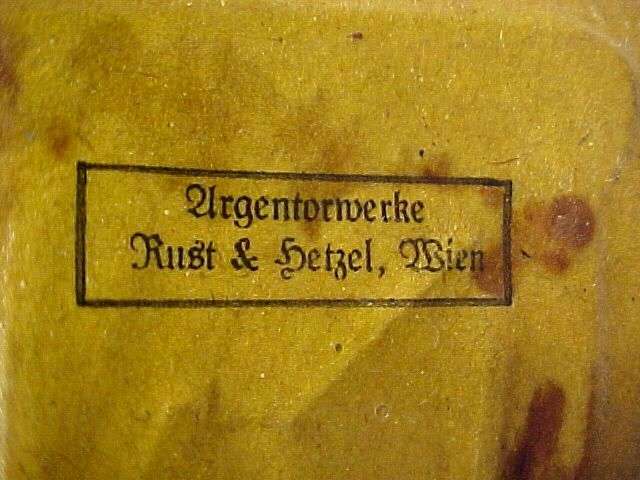 Argentorwerke
Rust & Hetzel, Wien